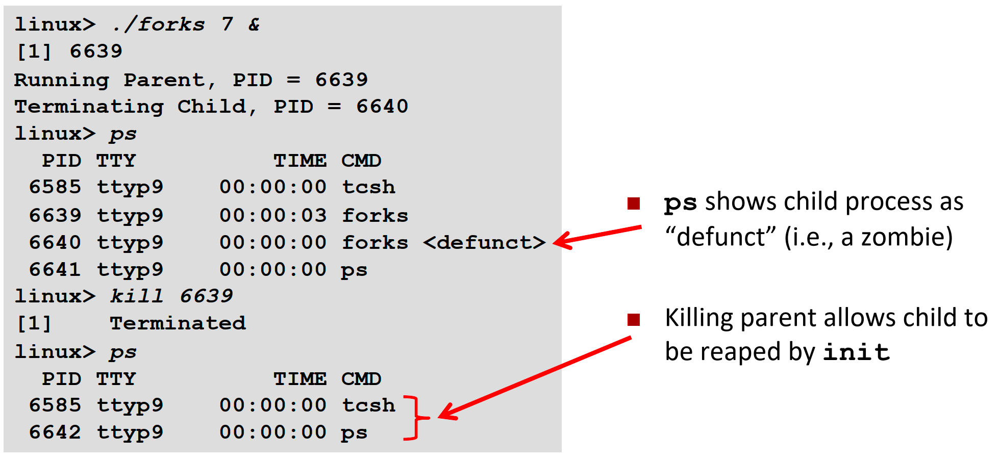 linux> ./forks 7 &
[1] 6639
Running Parent, PID = 6639
Terminating Child, PID = 6640
linux> ps
PID TTY TIME CMD
6585 ttyp9 00:00:00 tcsh
6639 ttyp9 00:00:03 forks
6640 ttyp9 00:00:00 forks <defunct>
6641 ttyp9 00:00:00 ps
linux> kill 6639
[1] Terminated
linux> ps
PID TTY TIME CMD
6585 ttyp9 00:00:00 tcsh
6642 ttyp9 00:00:00 ps
ps shows child process as
“defunct” (i.e., a zombie)
Killing parent allows child to
be reaped by init